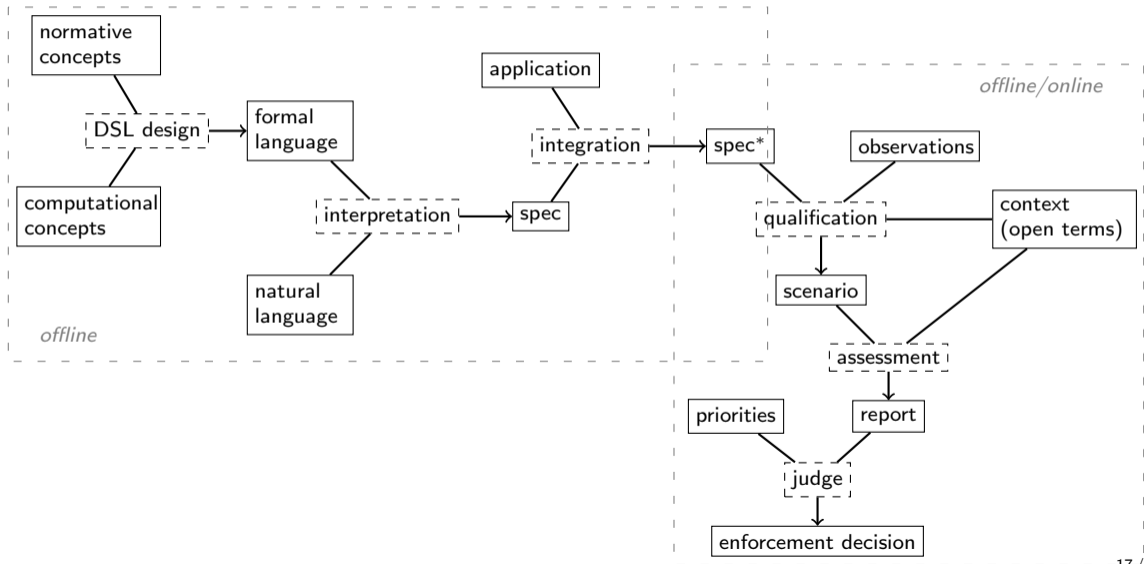 normative
concepts
application
offline/online
formal
language
DSL design
integration
spec*
observations
computational
concepts
interpretation
spec
qualification
context
(open terms)
natural
language
scenario
offline
assessment
priorities
report
judge
enforcement decision